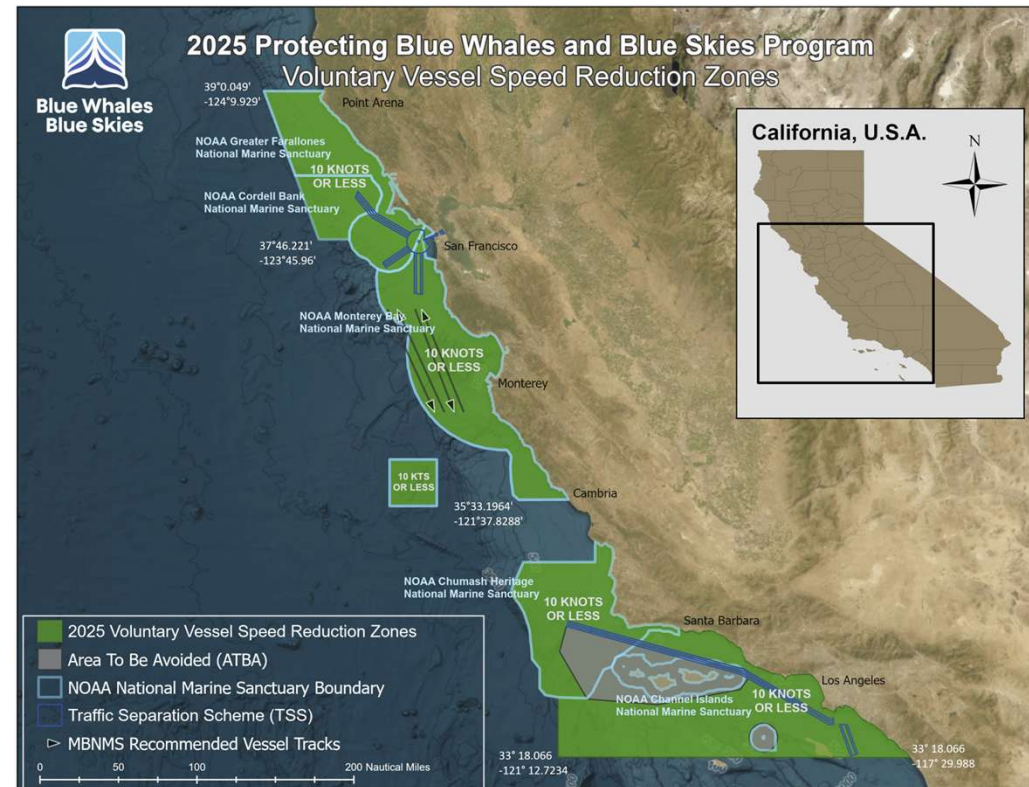 2025 Protecting Blue Whales and Blue Skies Program
Voluntary Vessel Speed Reduction Zones
Blue Whales
Blue Skies
39°0.049'
-124°9.929'
Point Arena
NOAA Greater Farallones
National Marine Sanctuary
10 KNOTS
OR LESS
NOAA Cordell Bank
National Marine Sanctuary
37°46.221'
-123°45.96'
San Francisco
NOAA Monterey Bay
National Marine Sanctuary
10 KNOTS
OR LESS
Monterey
10 KTS
OR LESS
35°33.1964'
-121°37.8288'
Cambria
NOAA Chumash Heritage
National Marine Sanctuary
10 KNOTS
OR LESS
Santa Barbara
Los Angeles
NOAA Channel Islands
National Marine Sanctuary
10 KNOTS
OR LESS
33° 18.066
-121° 12.7234
33° 18.066
-117° 29.988
California, U.S.A.
N
2025 Voluntary Vessel Speed Reduction Zones
Area To Be Avoided (ATBA)
NOAA National Marine Sanctuary Boundary
Traffic Separation Scheme (TSS)
MBNMS Recommended Vessel Tracks
0 50 100 200 Nautical Miles